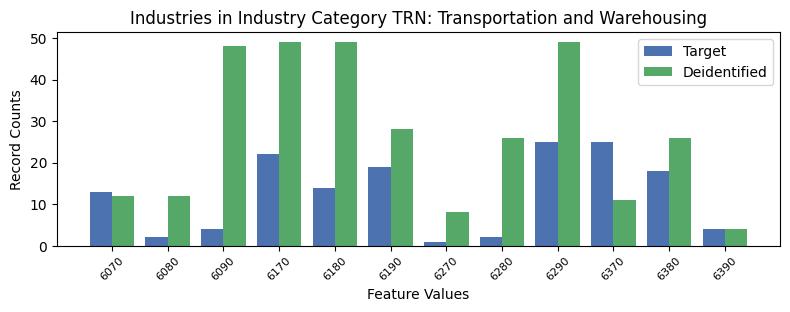 Industries in Industry Category TRN: Transportation and Warehousing
Target
Deidentified
Record Counts
50
40
30
20
10
0
6070 6080 6090 6170 6180 6190 6270 6280 6290 6370 6380 6390
Feature Values